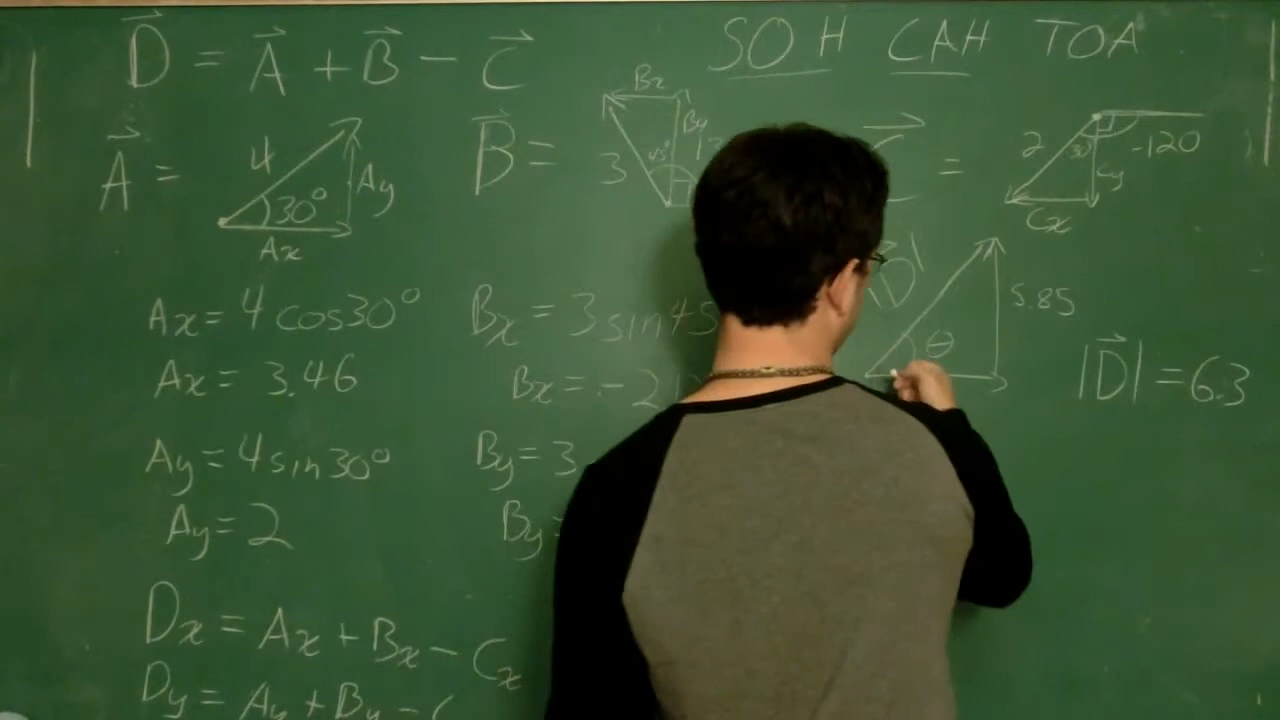 D = A + B - C
SOH CAH TOA
A = 4 30° Ay
Ax
B = 3 45° By
Bx
= 2 30 -120 Cy
Cx
Ax = 4 cos30°
Ax = 3.46
Ay = 4 sin30°
Ay = 2
Bx = 3 sin45
Bx = -2.1
By = 3
By =
θ 5.85
|D| = 6.3
Dx = Ax + Bx - Cx
Dy = Ay + By -